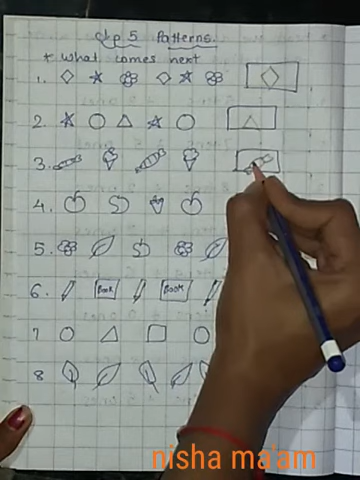 chp 5 Patterns.
* What comes next
1.
2
3.
4.
5.
6. BOOK BOOK
7
8
nisha ma'am